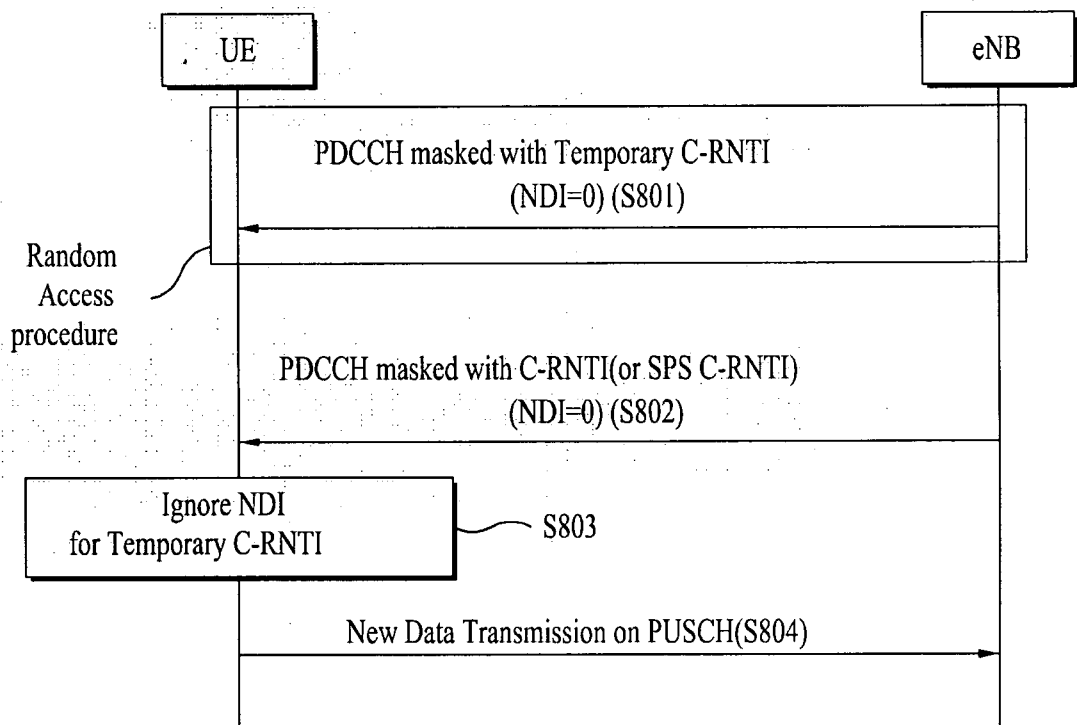 UE
eNB
PDCCH masked with Temporary C-RNTI
(NDI=0) (S801)
Random
Access
procedure
PDCCH masked with C-RNTI(or SPS C-RNTI)
(NDI=0) (S802)
Ignore NDI
for Temporary C-RNTI
S803
New Data Transmission on PUSCH(S804)